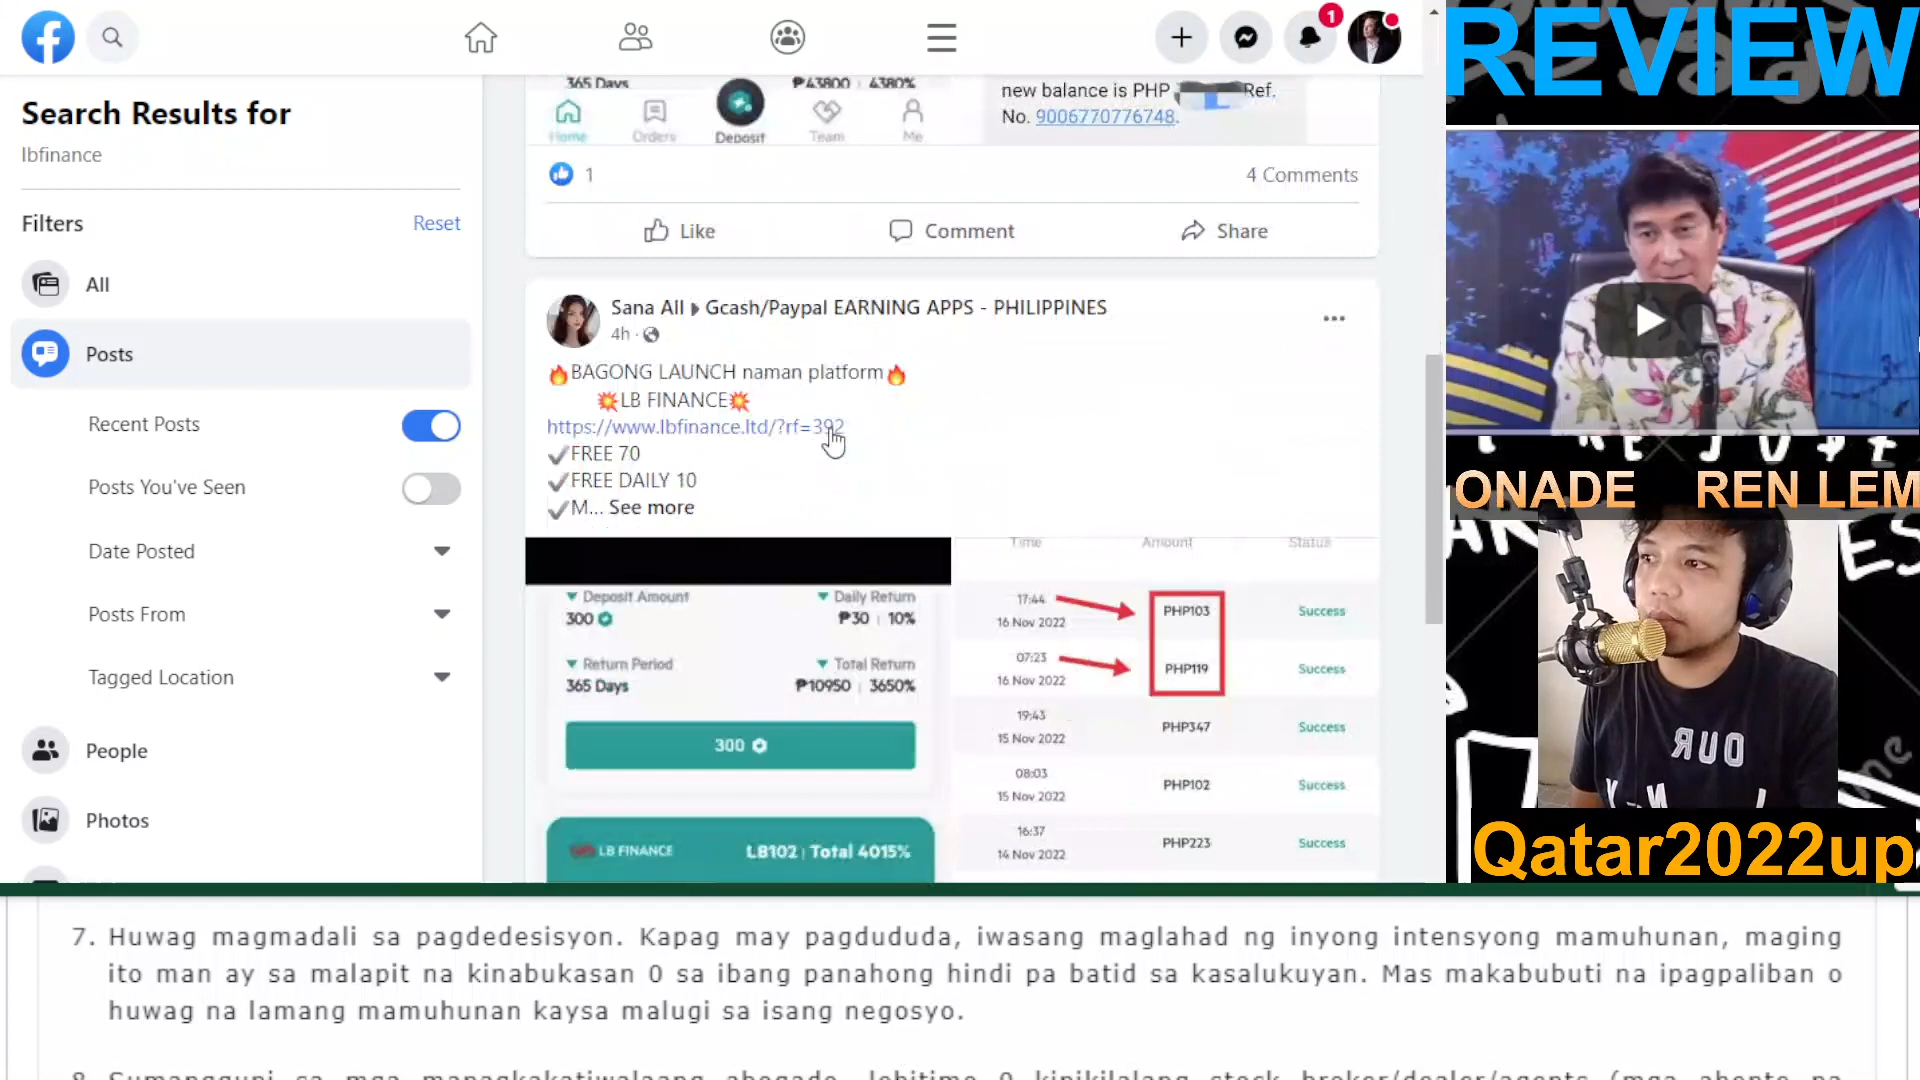 Search Results for
lbfinance
Filters
Reset
All
Posts
Recent Posts
Posts You've Seen
Date Posted
Posts From
Tagged Location
People
Photos
1
365 Days
₱43800 | 4380%
Home
Orders
Deposit
Team
Me
new balance is PHP
Ref.
No. 9006770776748.
1
4 Comments
Like
Comment
Share
Sana All ▸ Gcash/Paypal EARNING APPS - PHILIPPINES
4h ·
🔥BAGONG LAUNCH naman platform🔥
💥LB FINANCE💥
https://www.lbfinance.ltd/?rf=392
✔FREE 70
✔FREE DAILY 10
✔M... See more
Deposit Amount
Daily Return
300
₱30 | 10%
Return Period
Total Return
365 Days
₱10950 | 3650%
300
LB FINANCE
LB102 | Total 4015%
Time
Amount
Status
17:44
16 Nov 2022
PHP103
Success
07:23
16 Nov 2022
PHP119
Success
19:43
15 Nov 2022
PHP347
Success
08:03
15 Nov 2022
PHP102
Success
16:37
14 Nov 2022
PHP223
Success
REVIEW
ONADE REN LEM
OUR
Qatar2022up
7. Huwag magmadali sa pagdedesisyon. Kapag may pagdududa, iwasang maglahad ng inyong intensyong mamuhunan, maging
ito man ay sa malapit na kinabukasan 0 sa ibang panahong hindi pa batid sa kasalukuyan. Mas makabubuti na ipagpaliban o
huwag na lamang mamuhunan kaysa malugi sa isang negosyo.